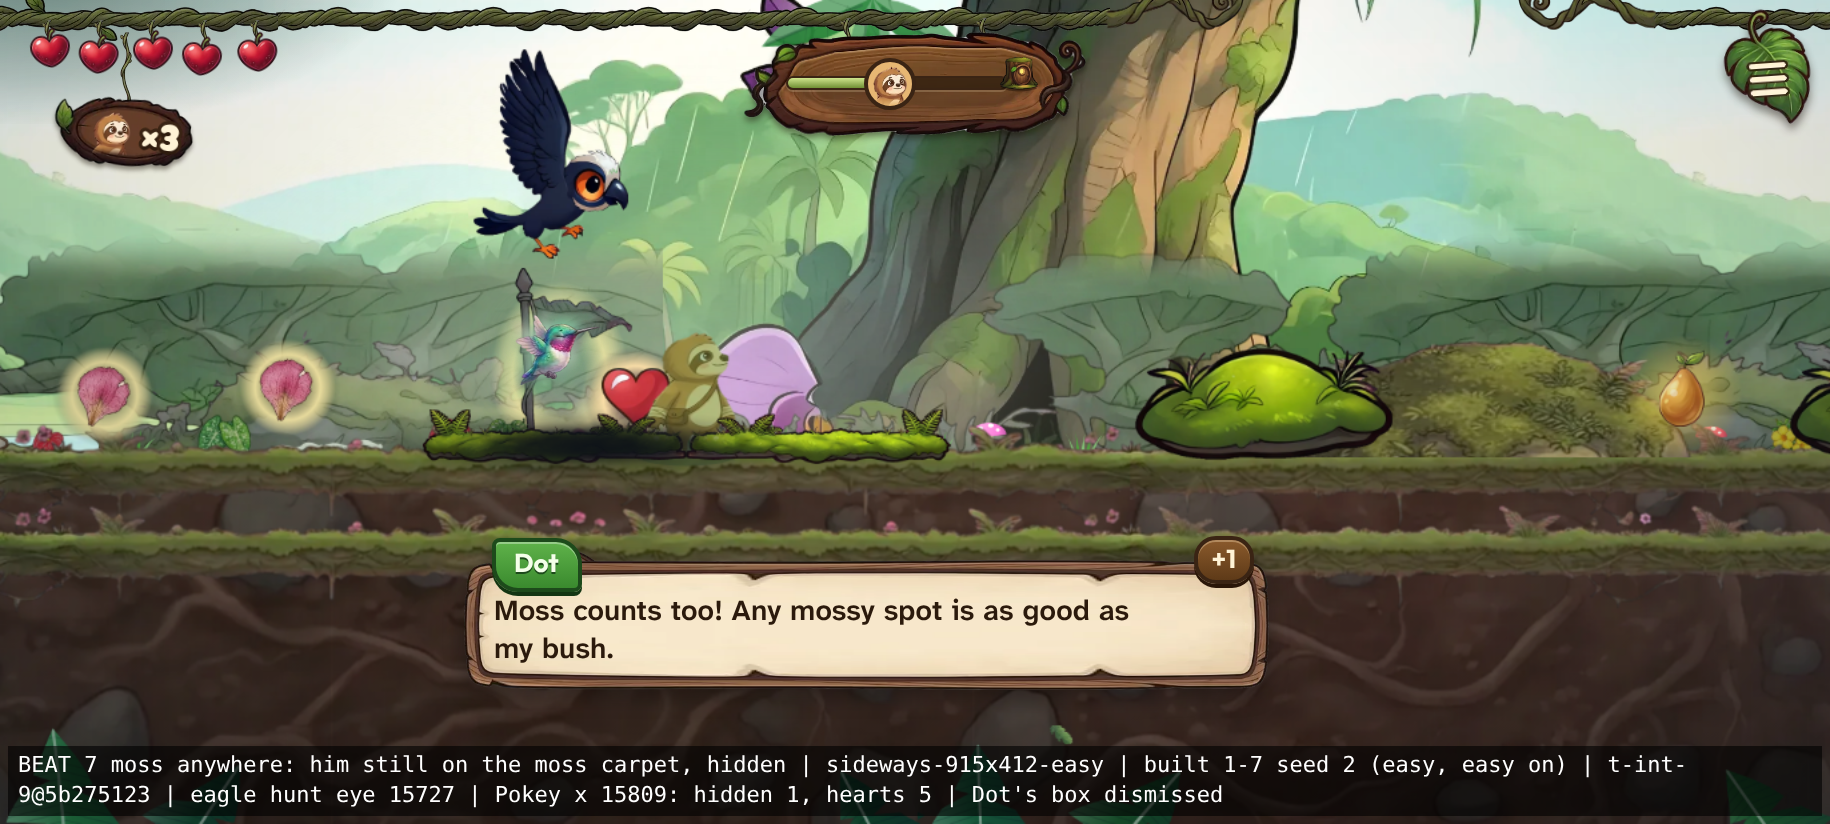 x3
Dot
+1
Moss counts too! Any mossy spot is as good as
my bush.
BEAT 7 moss anywhere: him still on the moss carpet, hidden | sideways-915x412-easy | built 1-7 seed 2 (easy, easy on) | t-int-
9@5b275123 | eagle hunt eye 15727 | Pokey x 15809: hidden 1, hearts 5 | Dot's box dismissed